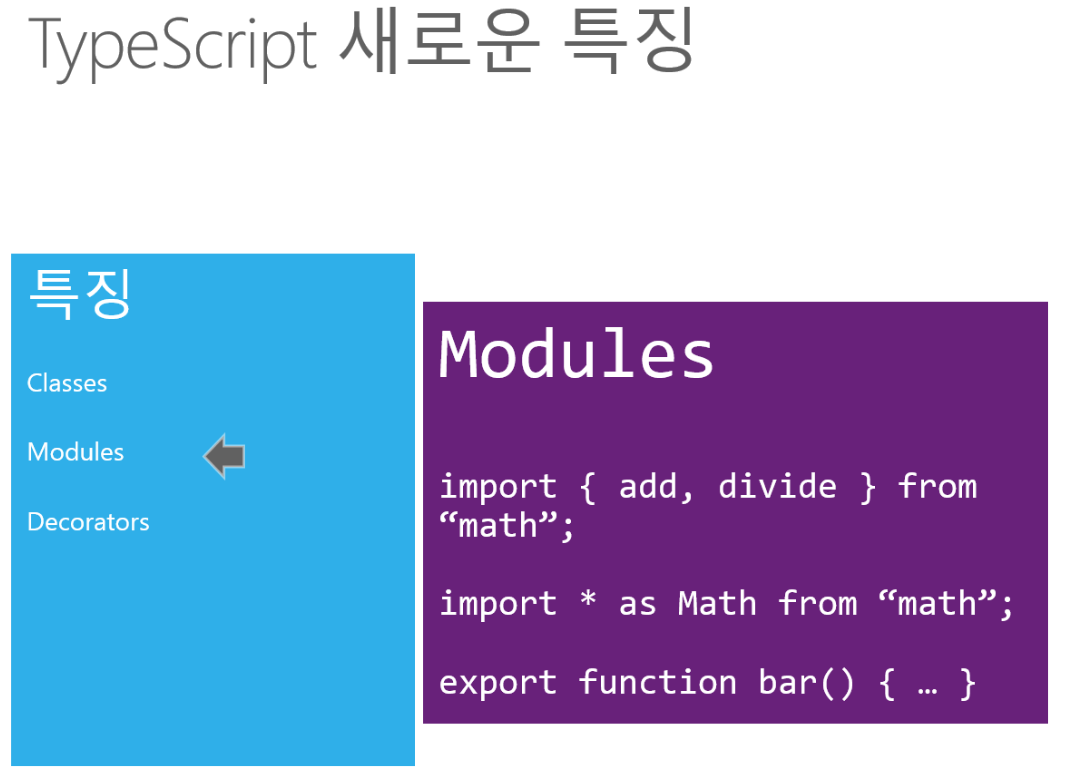 TypeScript 새로운 특징
특징
Classes
Modules
Decorators
Modules
import { add, divide } from
“math”;
import * as Math from “math”;
export function bar() { … }